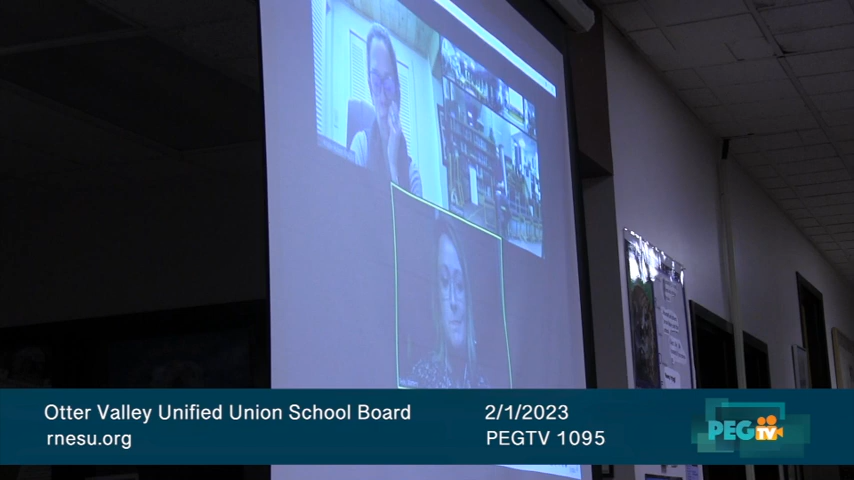 Otter Valley Unified Union School Board
2/1/2023
rnesu.org
PEGTV 1095
PEG
TV